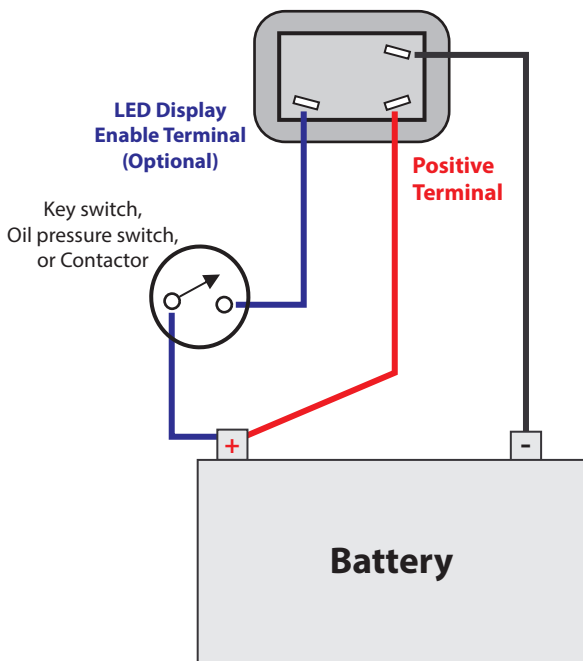 LED Display
Enable Terminal
(Optional)
Positive
Terminal
Key switch,
Oil pressure switch,
or Contactor
+
-
Battery